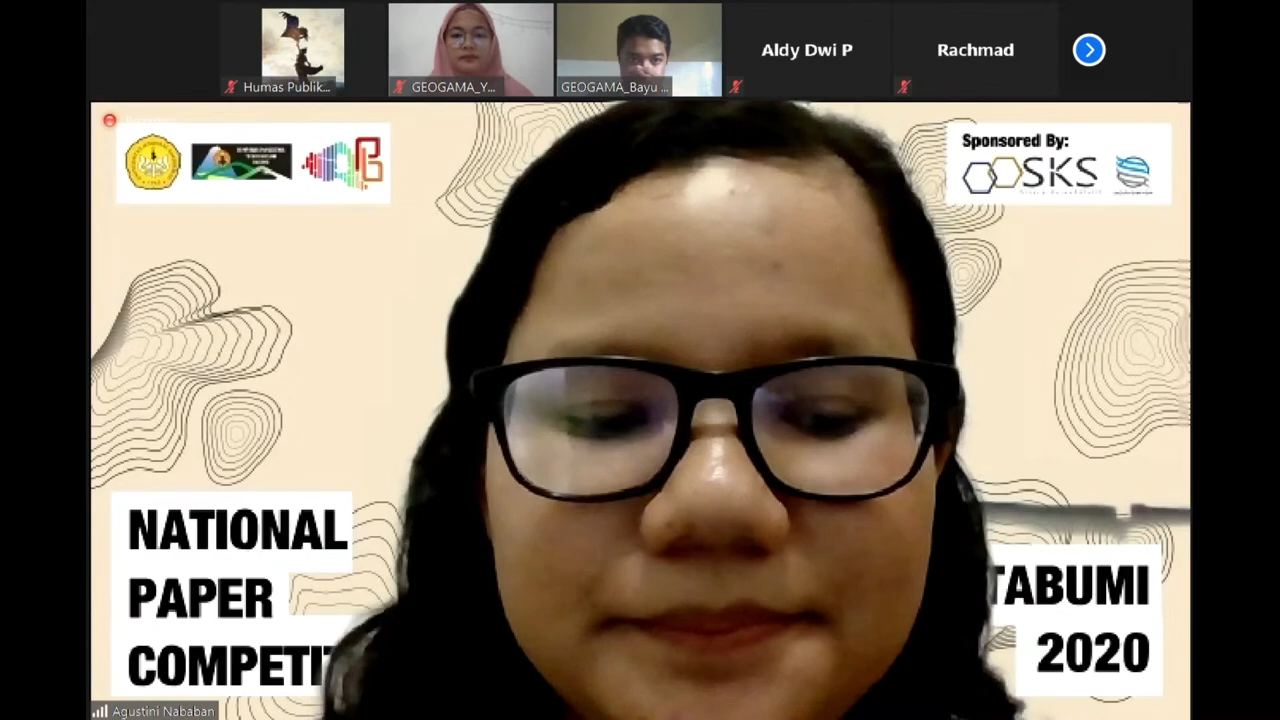 Humas Publik...
GEOGAMA_Y...
GEOGAMA_Bayu ...
Aldy Dwi P
Rachmad
Sponsored By:
SKS
NATIONAL
PAPER
COMPETIT
TABUMI
2020
Agustini Nababan